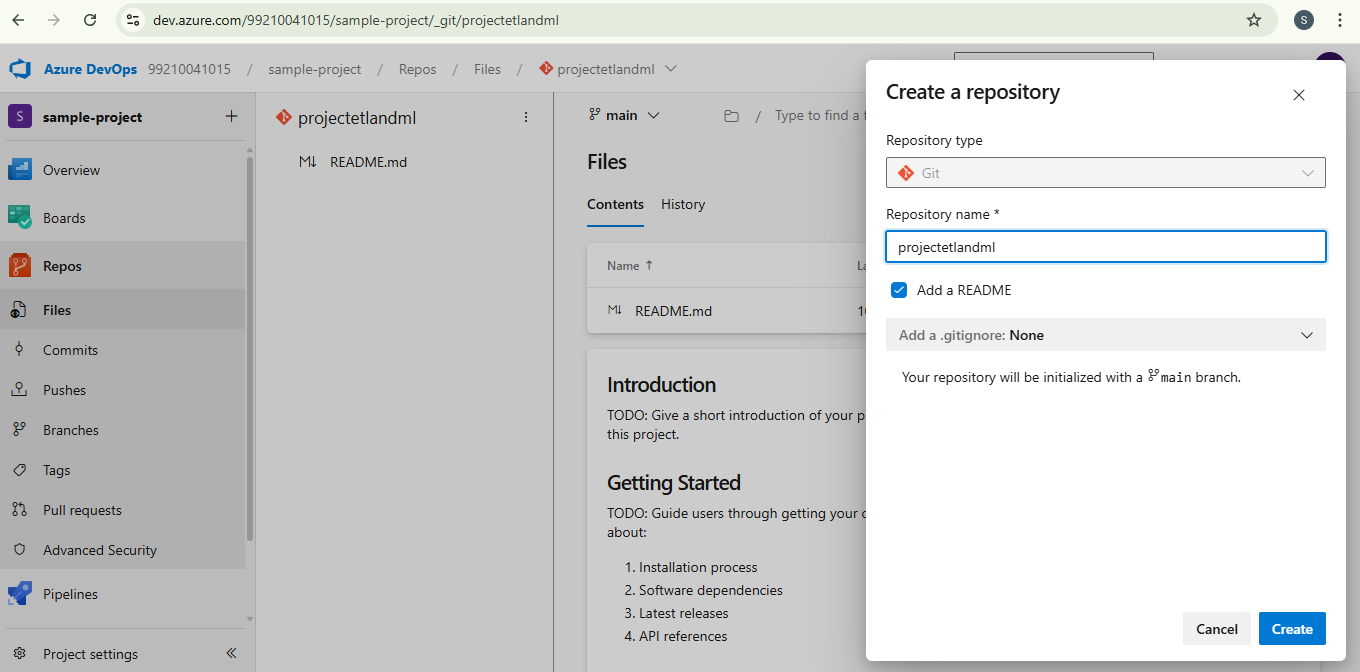 dev.azure.com/99210041015/sample-project/_git/projectetlandml
S
Azure DevOps 99210041015 / sample-project / Repos / Files / projectetlandml
S sample-project +
Overview
Boards
Repos
Files
Commits
Pushes
Branches
Tags
Pull requests
Advanced Security
Pipelines
Project settings
projectetlandml
README.md
main / Type to find a f
Files
Contents History
Name ↑ La
README.md
Introduction
TODO: Give a short introduction of your p
this project.
Getting Started
TODO: Guide users through getting your c
about:
1. Installation process
2. Software dependencies
3. Latest releases
4. API references
Create a repository
Repository type
Git
Repository name *
projectetlandml
Add a README
Add a .gitignore: None
Your repository will be initialized with a main branch.
Cancel Create